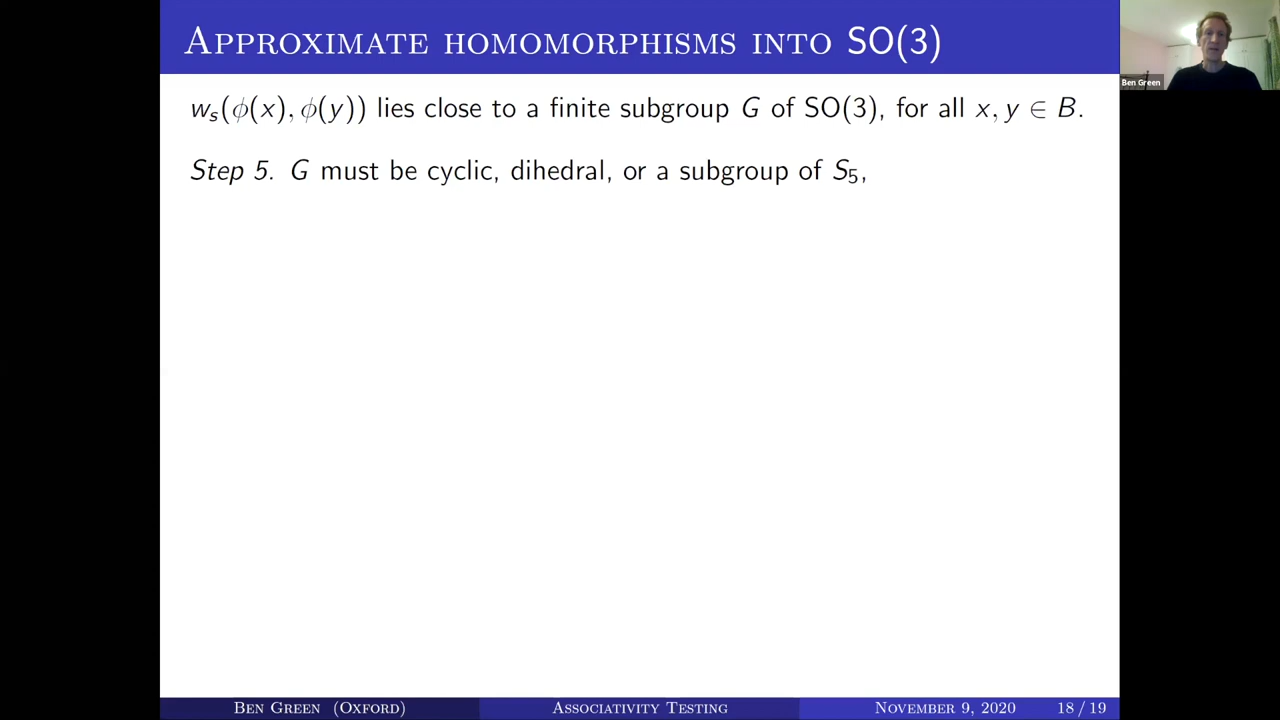 Approximate homomorphisms into SO(3)
Ben Green
w_s(ϕ(x), ϕ(y)) lies close to a finite subgroup G of SO(3), for all x, y ∈ B.
Step 5. G must be cyclic, dihedral, or a subgroup of S_5,
Ben Green (Oxford) Associativity Testing November 9, 2020 18 / 19